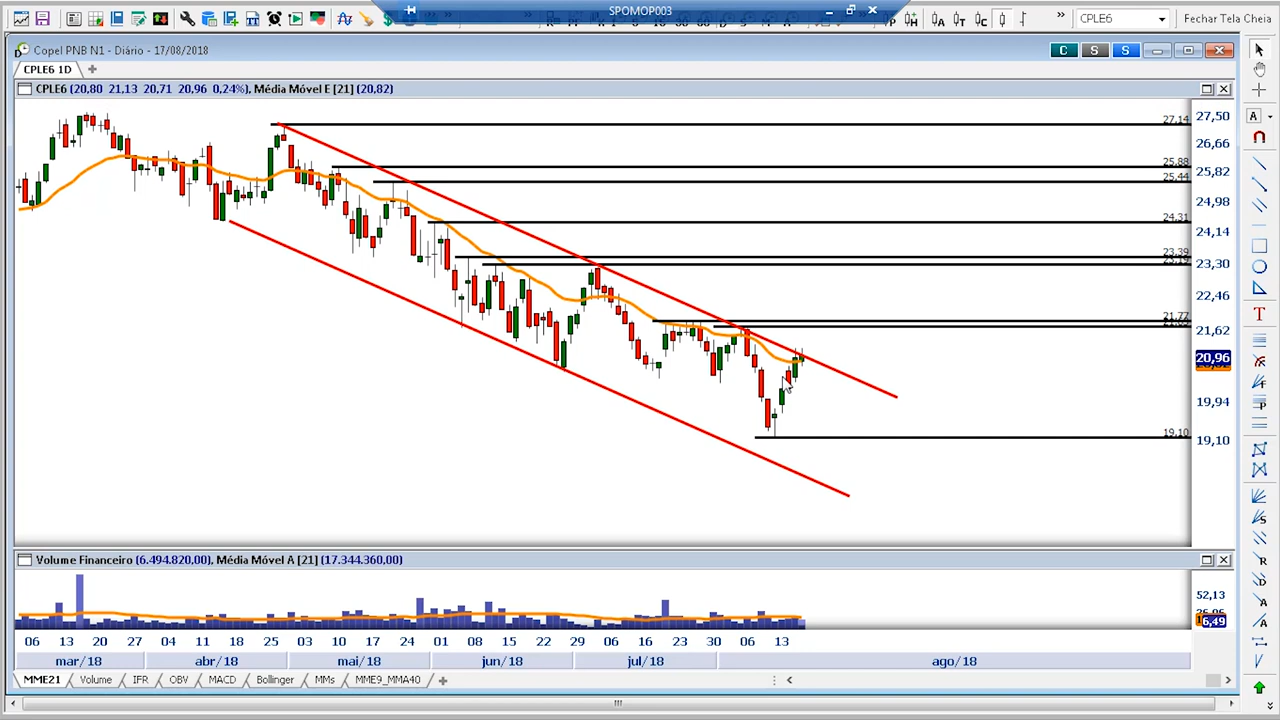 SPOMOP003
CPLE6
Fechar Tela Cheia
Copel PNB N1 - Diário - 17/08/2018
C S S
CPLE6 1D
CPLE6 (20,80 21,13 20,71 20,96 0,24%), Média Móvel E [21] (20,82)
27,14
27,50
26,66
25,88
25,82
25,44
24,98
24,31
24,14
23,39
23,30
22,46
21,77
21,62
20,96
19,94
19,10
19,10
Volume Financeiro (6.494.820,00), Média Móvel A [21] (17.344.360,00)
52,13
6,49
06 13 20 27 04 11 18 25 03 10 17 24 01 08 15 22 29 06 16 23 30 06 13
mar/18 abr/18 mai/18 jun/18 jul/18 ago/18
MME21 Volume IFR OBV MACD Bollinger MMs MME9_MMA40